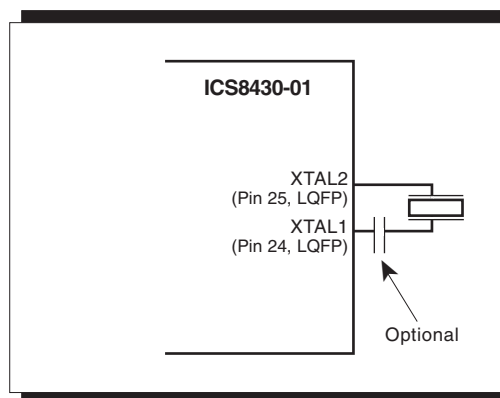 ICS8430-01
XTAL2
(Pin 25, LQFP)
XTAL1
(Pin 24, LQFP)
Optional